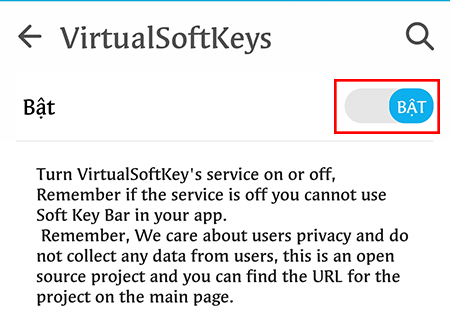 VirtualSoftKeys
Bật BẬT
Turn VirtualSoftKey's service on or off,
Remember if the service is off you cannot use
Soft Key Bar in your app.
Remember, We care about users privacy and do
not collect any data from users, this is an open
source project and you can find the URL for the
project on the main page.